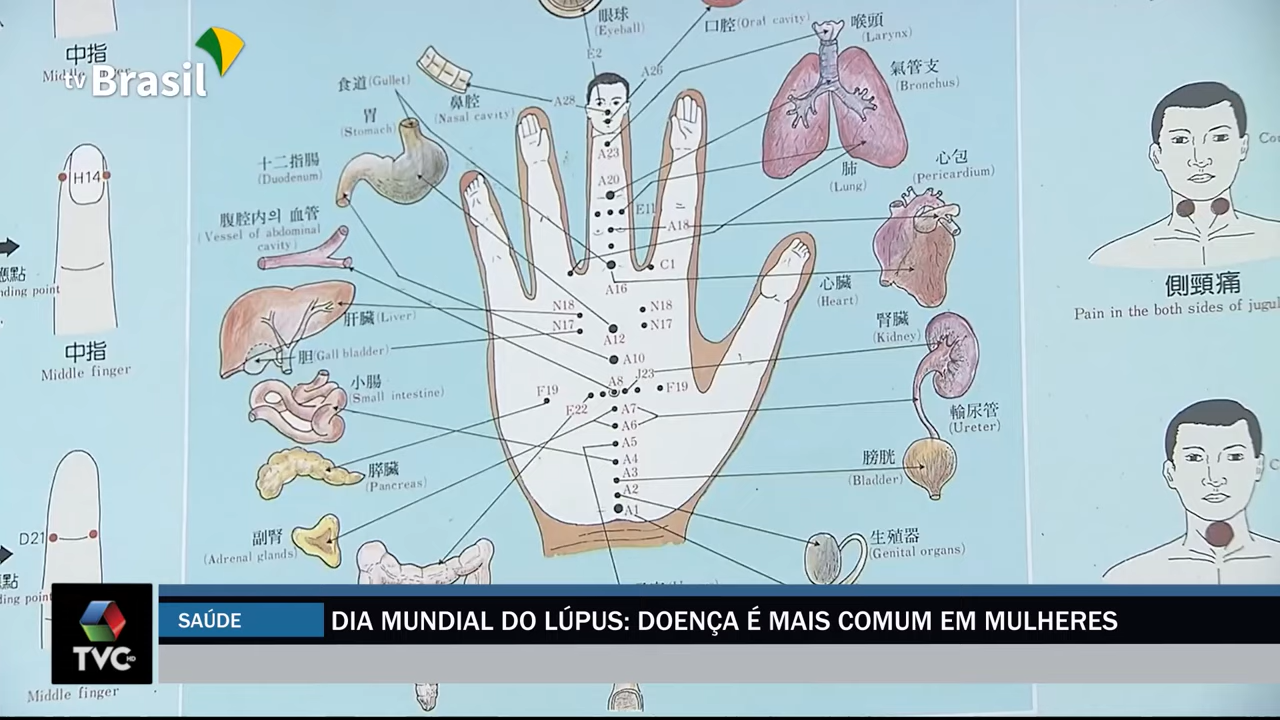 tv Brasil
中指
H14
nding point
中指
Middle finger
D21
Middle finger
眼球
(Eyeball)
E2
口腔(Oral cavity)
喉頭
(Larynx)
A26
氣管支
(Bronchus)
食道(Gullet)
鼻腔
(Nasal cavity)
A28
胃
(Stomach)
A23
十二指腸
(Duodenum)
A20
肺
(Lung)
心包
(Pericardium)
腹腔内의 血管
(Vessel of abdominal
cavity)
E11
A18
C1
A16
心臟
(Heart)
肝臟(Liver)
N18
N18
N17
N17
A12
腎臟
(Kidney)
胆(Gall bladder)
A10
J23
小腸
(Small intestine)
A8
F19
F19
E22
A7
A6
A5
A4
A3
A2
A1
輸尿管
(Ureter)
膵臟
(Pancreas)
膀胱
(Bladder)
副腎
(Adrenal glands)
生殖器
(Genital organs)
側頸痛
Pain in the both sides of jugul
TVC HD
SAÚDE
DIA MUNDIAL DO LÚPUS: DOENÇA É MAIS COMUM EM MULHERES